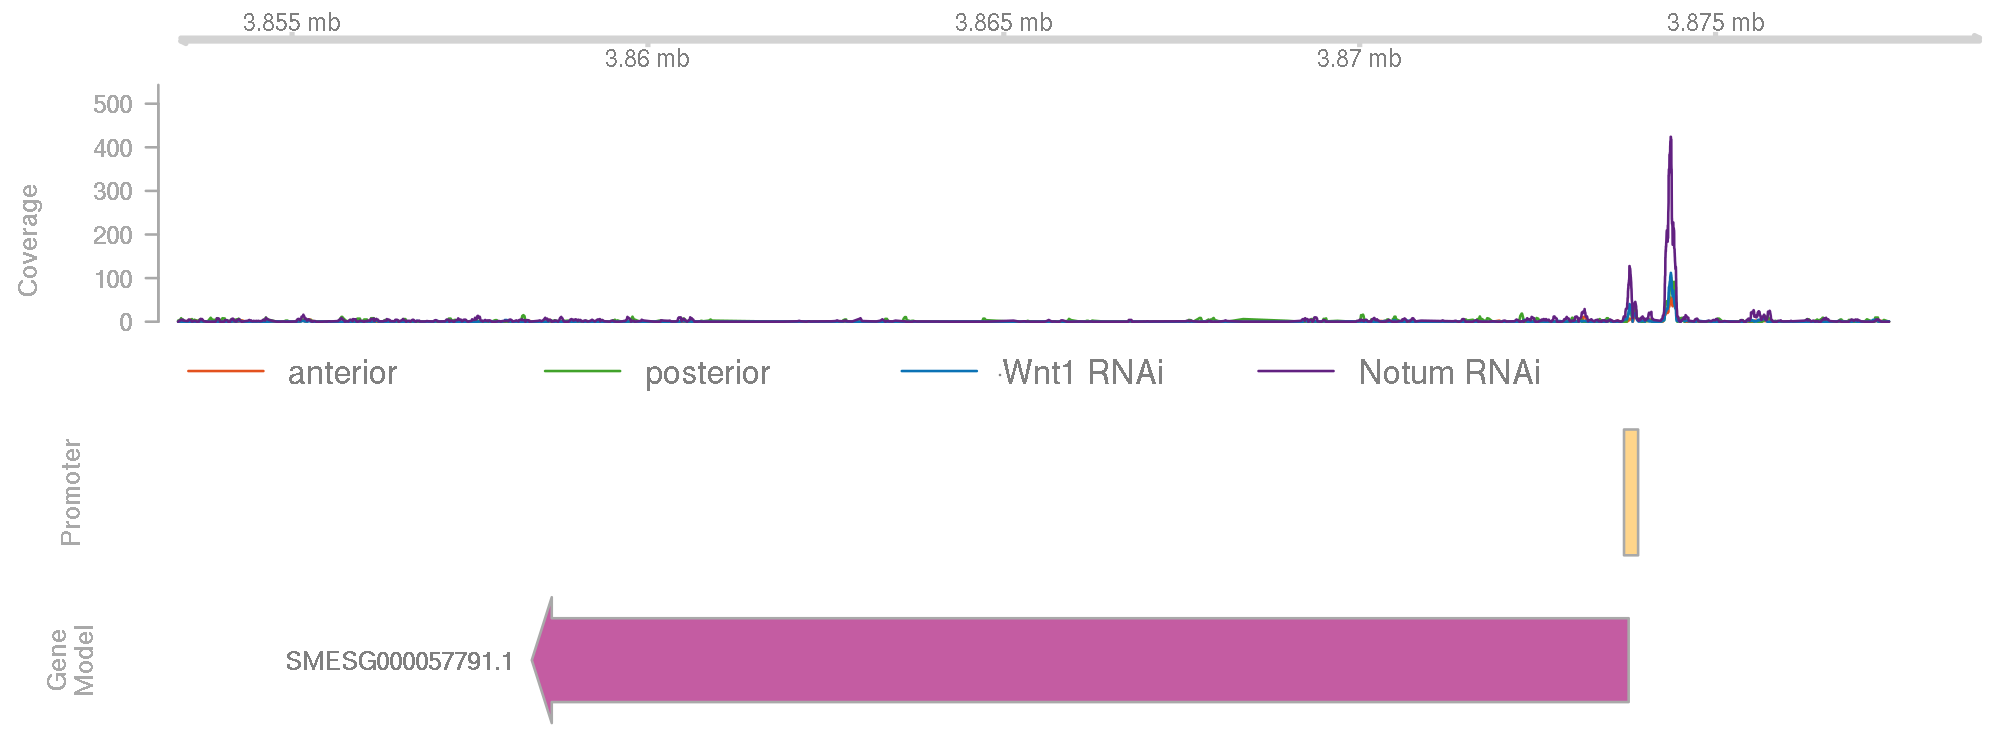 3.855 mb
3.865 mb
3.875 mb
3.86 mb
3.87 mb
Coverage
500
400
300
200
100
0
anterior
posterior
Wnt1 RNAi
Notum RNAi
Promoter
Gene
Model
SMESG000057791.1